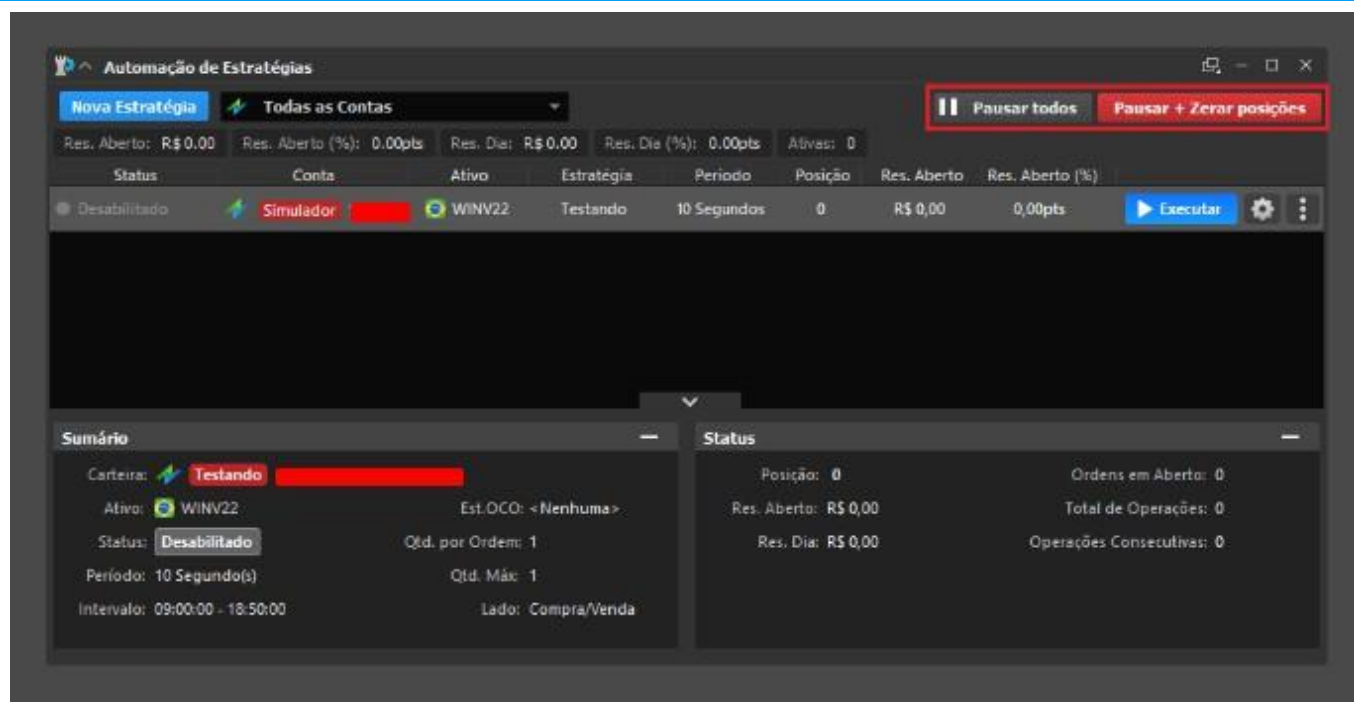 Automação de Estratégias
Nova Estratégia Todas as Contas Pausar todos Pausar + Zerar posições
Res. Aberto: R$ 0.00 Res. Aberto (%): 0.00pts Res. Dia: R$ 0.00 Res. Dia (%): 0.00pts Ativas: 0
Status Conta Ativo Estratégia Periodo Posição Res. Aberto Res. Aberto (%)
Desabilitado Simulador WINV22 Testando 10 Segundos 0 R$ 0,00 0,00pts Executar
Sumário
Carteira: Testando
Ativo: WINV22 Est.OCO: <Nenhuma>
Status: Desabilitado Qtd. por Ordem: 1
Período: 10 Segundo(s) Qtd. Máx: 1
Intervalo: 09:00:00 - 18:50:00 Lado: Compra/Venda
Status
Posição: 0 Ordens em Aberto: 0
Res. Aberto: R$ 0,00 Total de Operações: 0
Res. Dia: R$ 0,00 Operações Consecutivas: 0